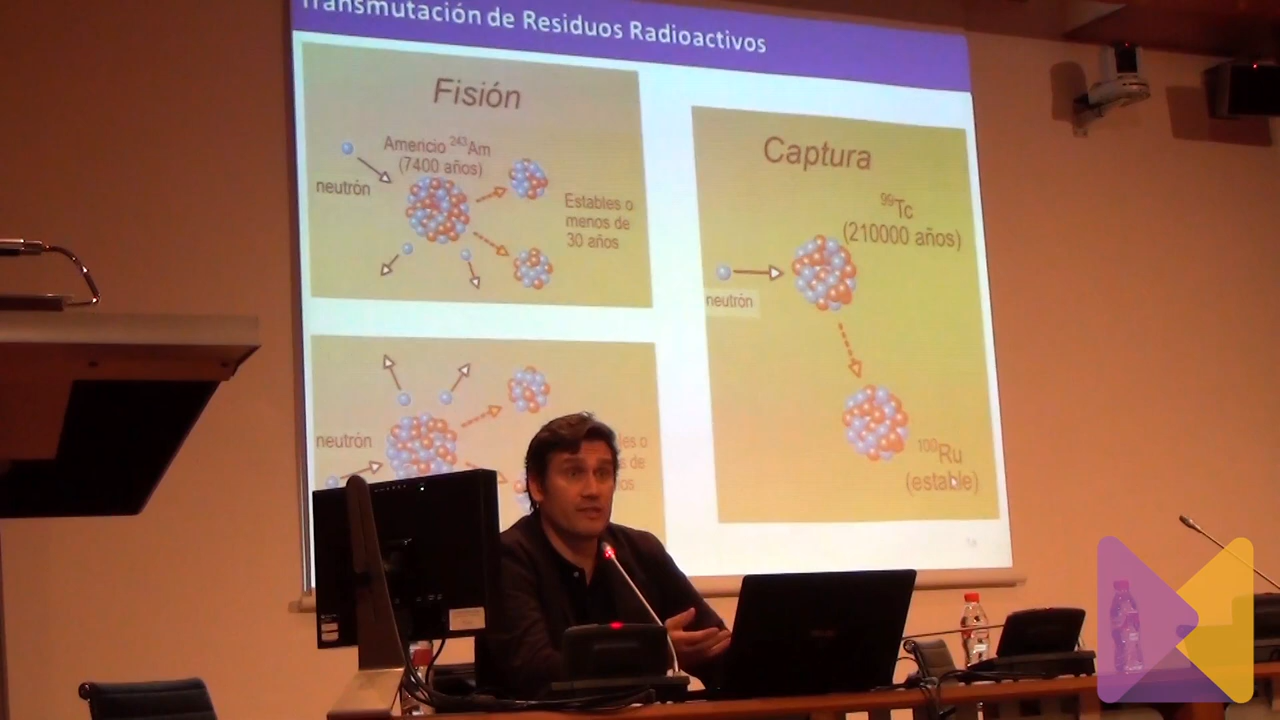 Transmutación de Residuos Radioactivos
Fisión
Americio ²⁴³Am
(7400 años)
neutrón
Estables o
menos de
30 años
neutrón
Captura
⁹⁹Tc
(210000 años)
neutrón
¹⁰⁰Ru
(estable)